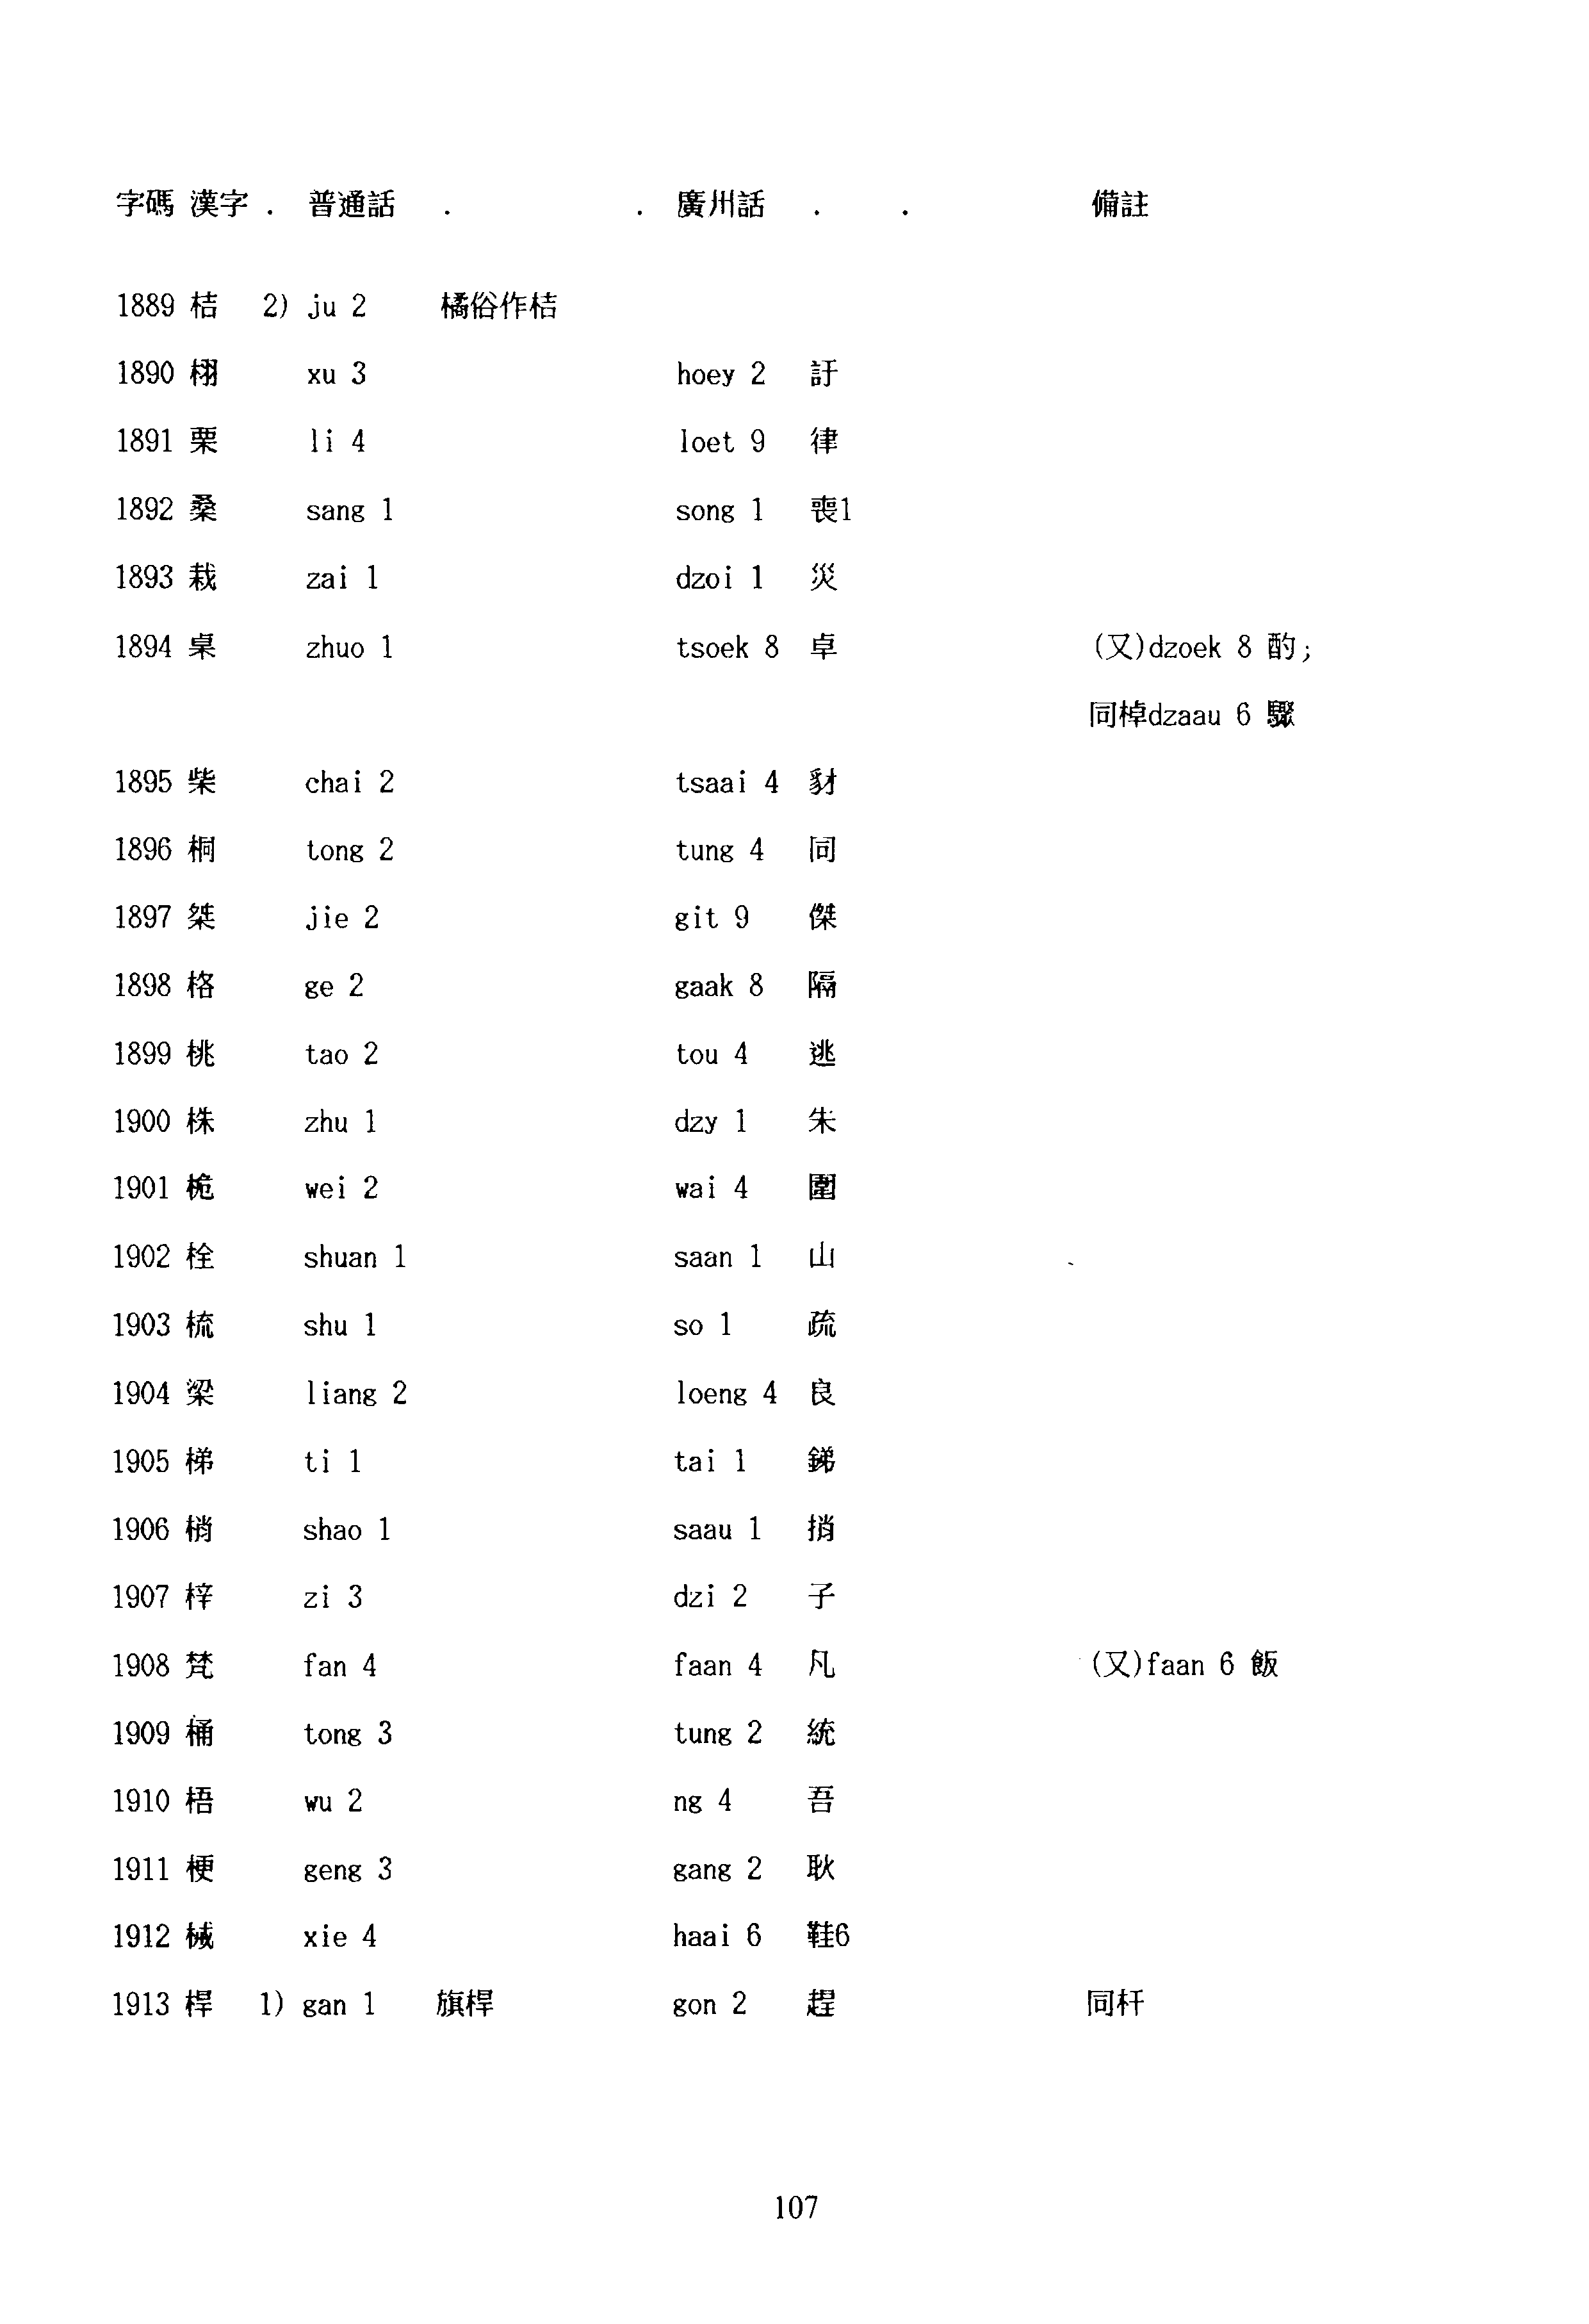 字碼 漢字 . 普通話 . . 廣州話 . . 備註
1889 桔 2) ju 2 橘俗作桔
1890 栩 xu 3 hoey 2 訏
1891 栗 li 4 loet 9 律
1892 桑 sang 1 song 1 喪1
1893 栽 zai 1 dzoi 1 災
1894 桌 zhuo 1 tsoek 8 卓 (又)dzoek 8 酌;
同棹dzaau 6 驟
1895 柴 chai 2 tsaai 4 豺
1896 桐 tong 2 tung 4 同
1897 桀 jie 2 git 9 傑
1898 格 ge 2 gaak 8 隔
1899 桃 tao 2 tou 4 逃
1900 株 zhu 1 dzy 1 朱
1901 桅 wei 2 wai 4 圍
1902 栓 shuan 1 saan 1 山
1903 梳 shu 1 so 1 疏
1904 梁 liang 2 loeng 4 良
1905 梯 ti 1 tai 1 銻
1906 梢 shao 1 saau 1 捎
1907 梓 zi 3 dzi 2 子
1908 梵 fan 4 faan 4 凡 (又)faan 6 飯
1909 桶 tong 3 tung 2 統
1910 梧 wu 2 ng 4 吾
1911 梗 geng 3 gang 2 耿
1912 械 xie 4 haai 6 鞋6
1913 桿 1) gan 1 旗桿 gon 2 趕 同杆
107